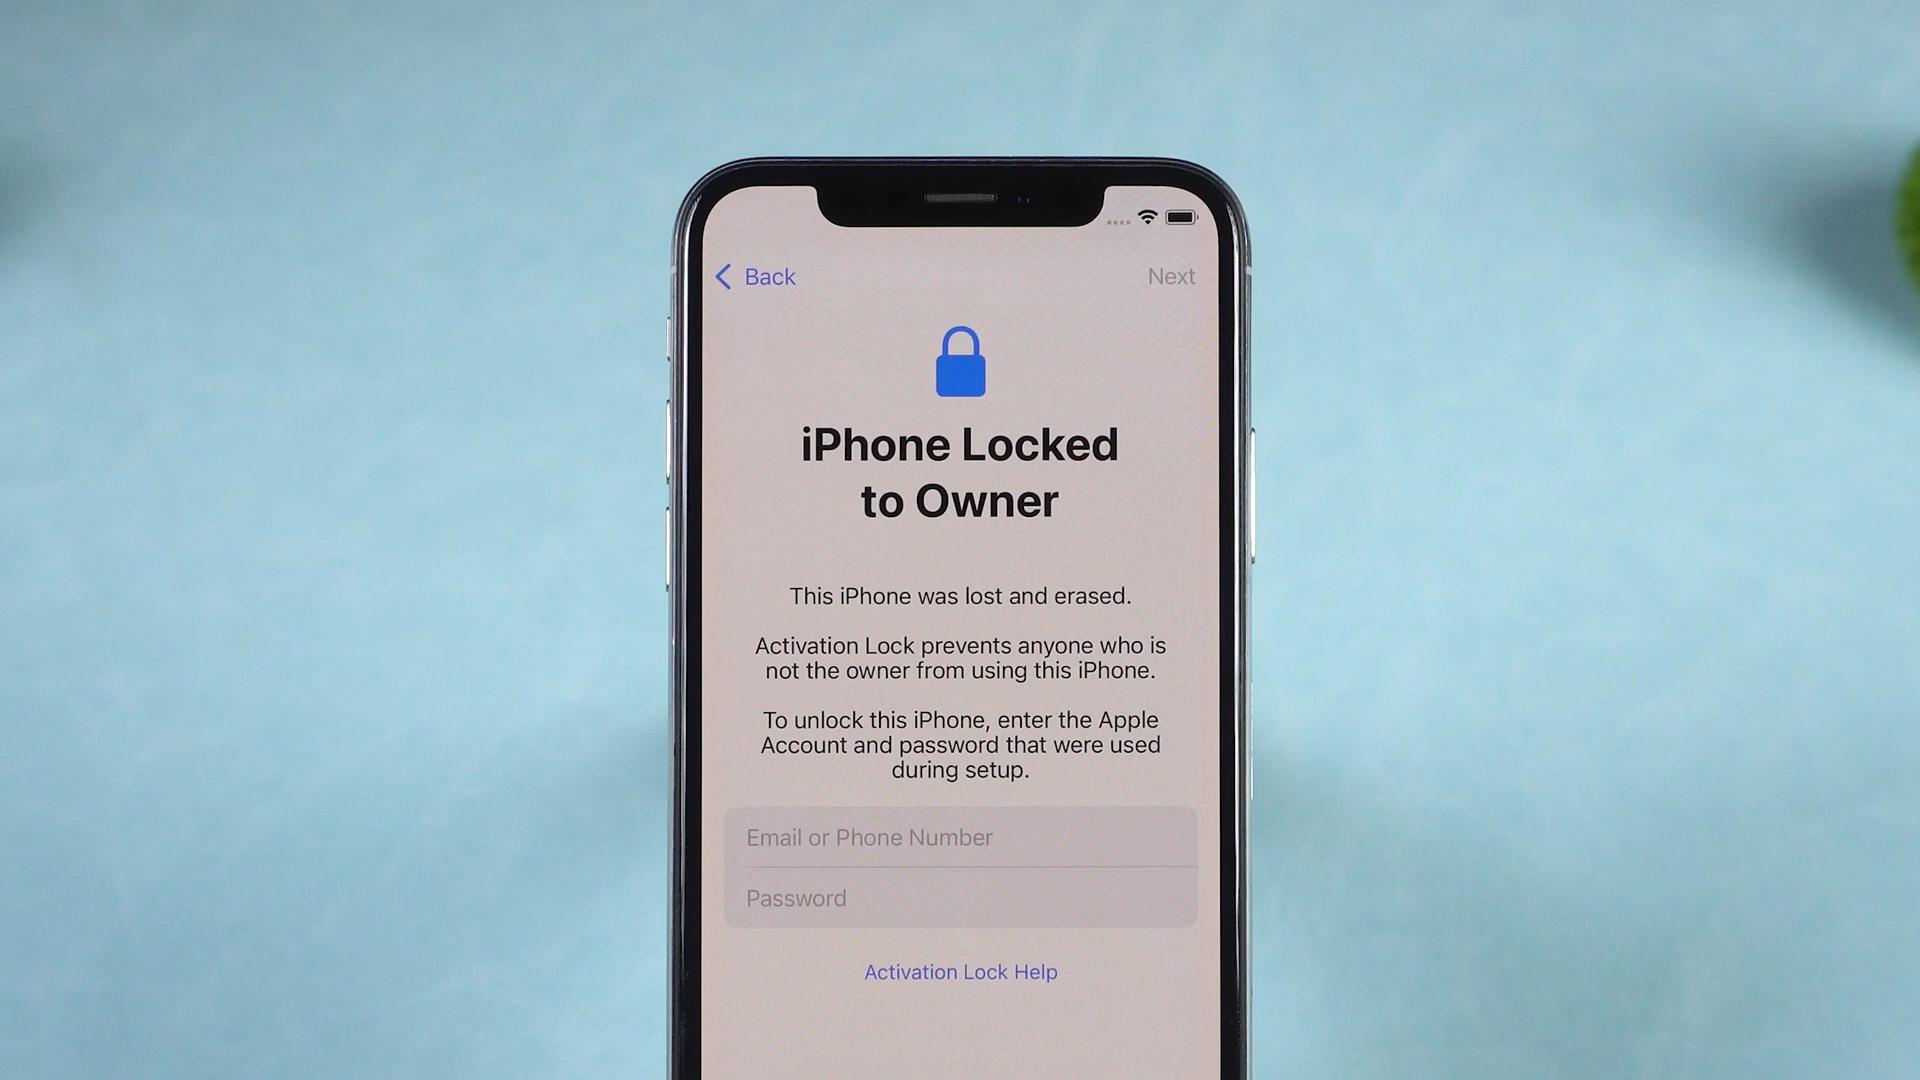 Back
Next
iPhone Locked
to Owner
This iPhone was lost and erased.
Activation Lock prevents anyone who is
not the owner from using this iPhone.
To unlock this iPhone, enter the Apple
Account and password that were used
during setup.
Email or Phone Number
Password
Activation Lock Help